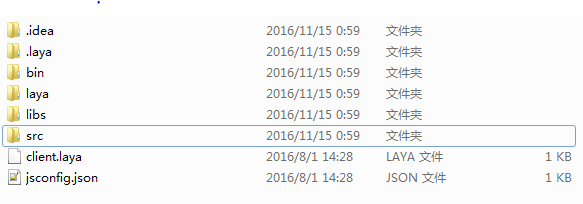 .idea 2016/11/15 0:59 文件夹
.laya 2016/11/15 0:59 文件夹
bin 2016/11/15 0:59 文件夹
laya 2016/11/15 0:59 文件夹
libs 2016/11/15 0:59 文件夹
src 2016/11/15 0:59 文件夹
client.laya 2016/8/1 14:28 LAYA 文件 1 KB
jsconfig.json 2016/8/1 14:28 JSON 文件 1 KB